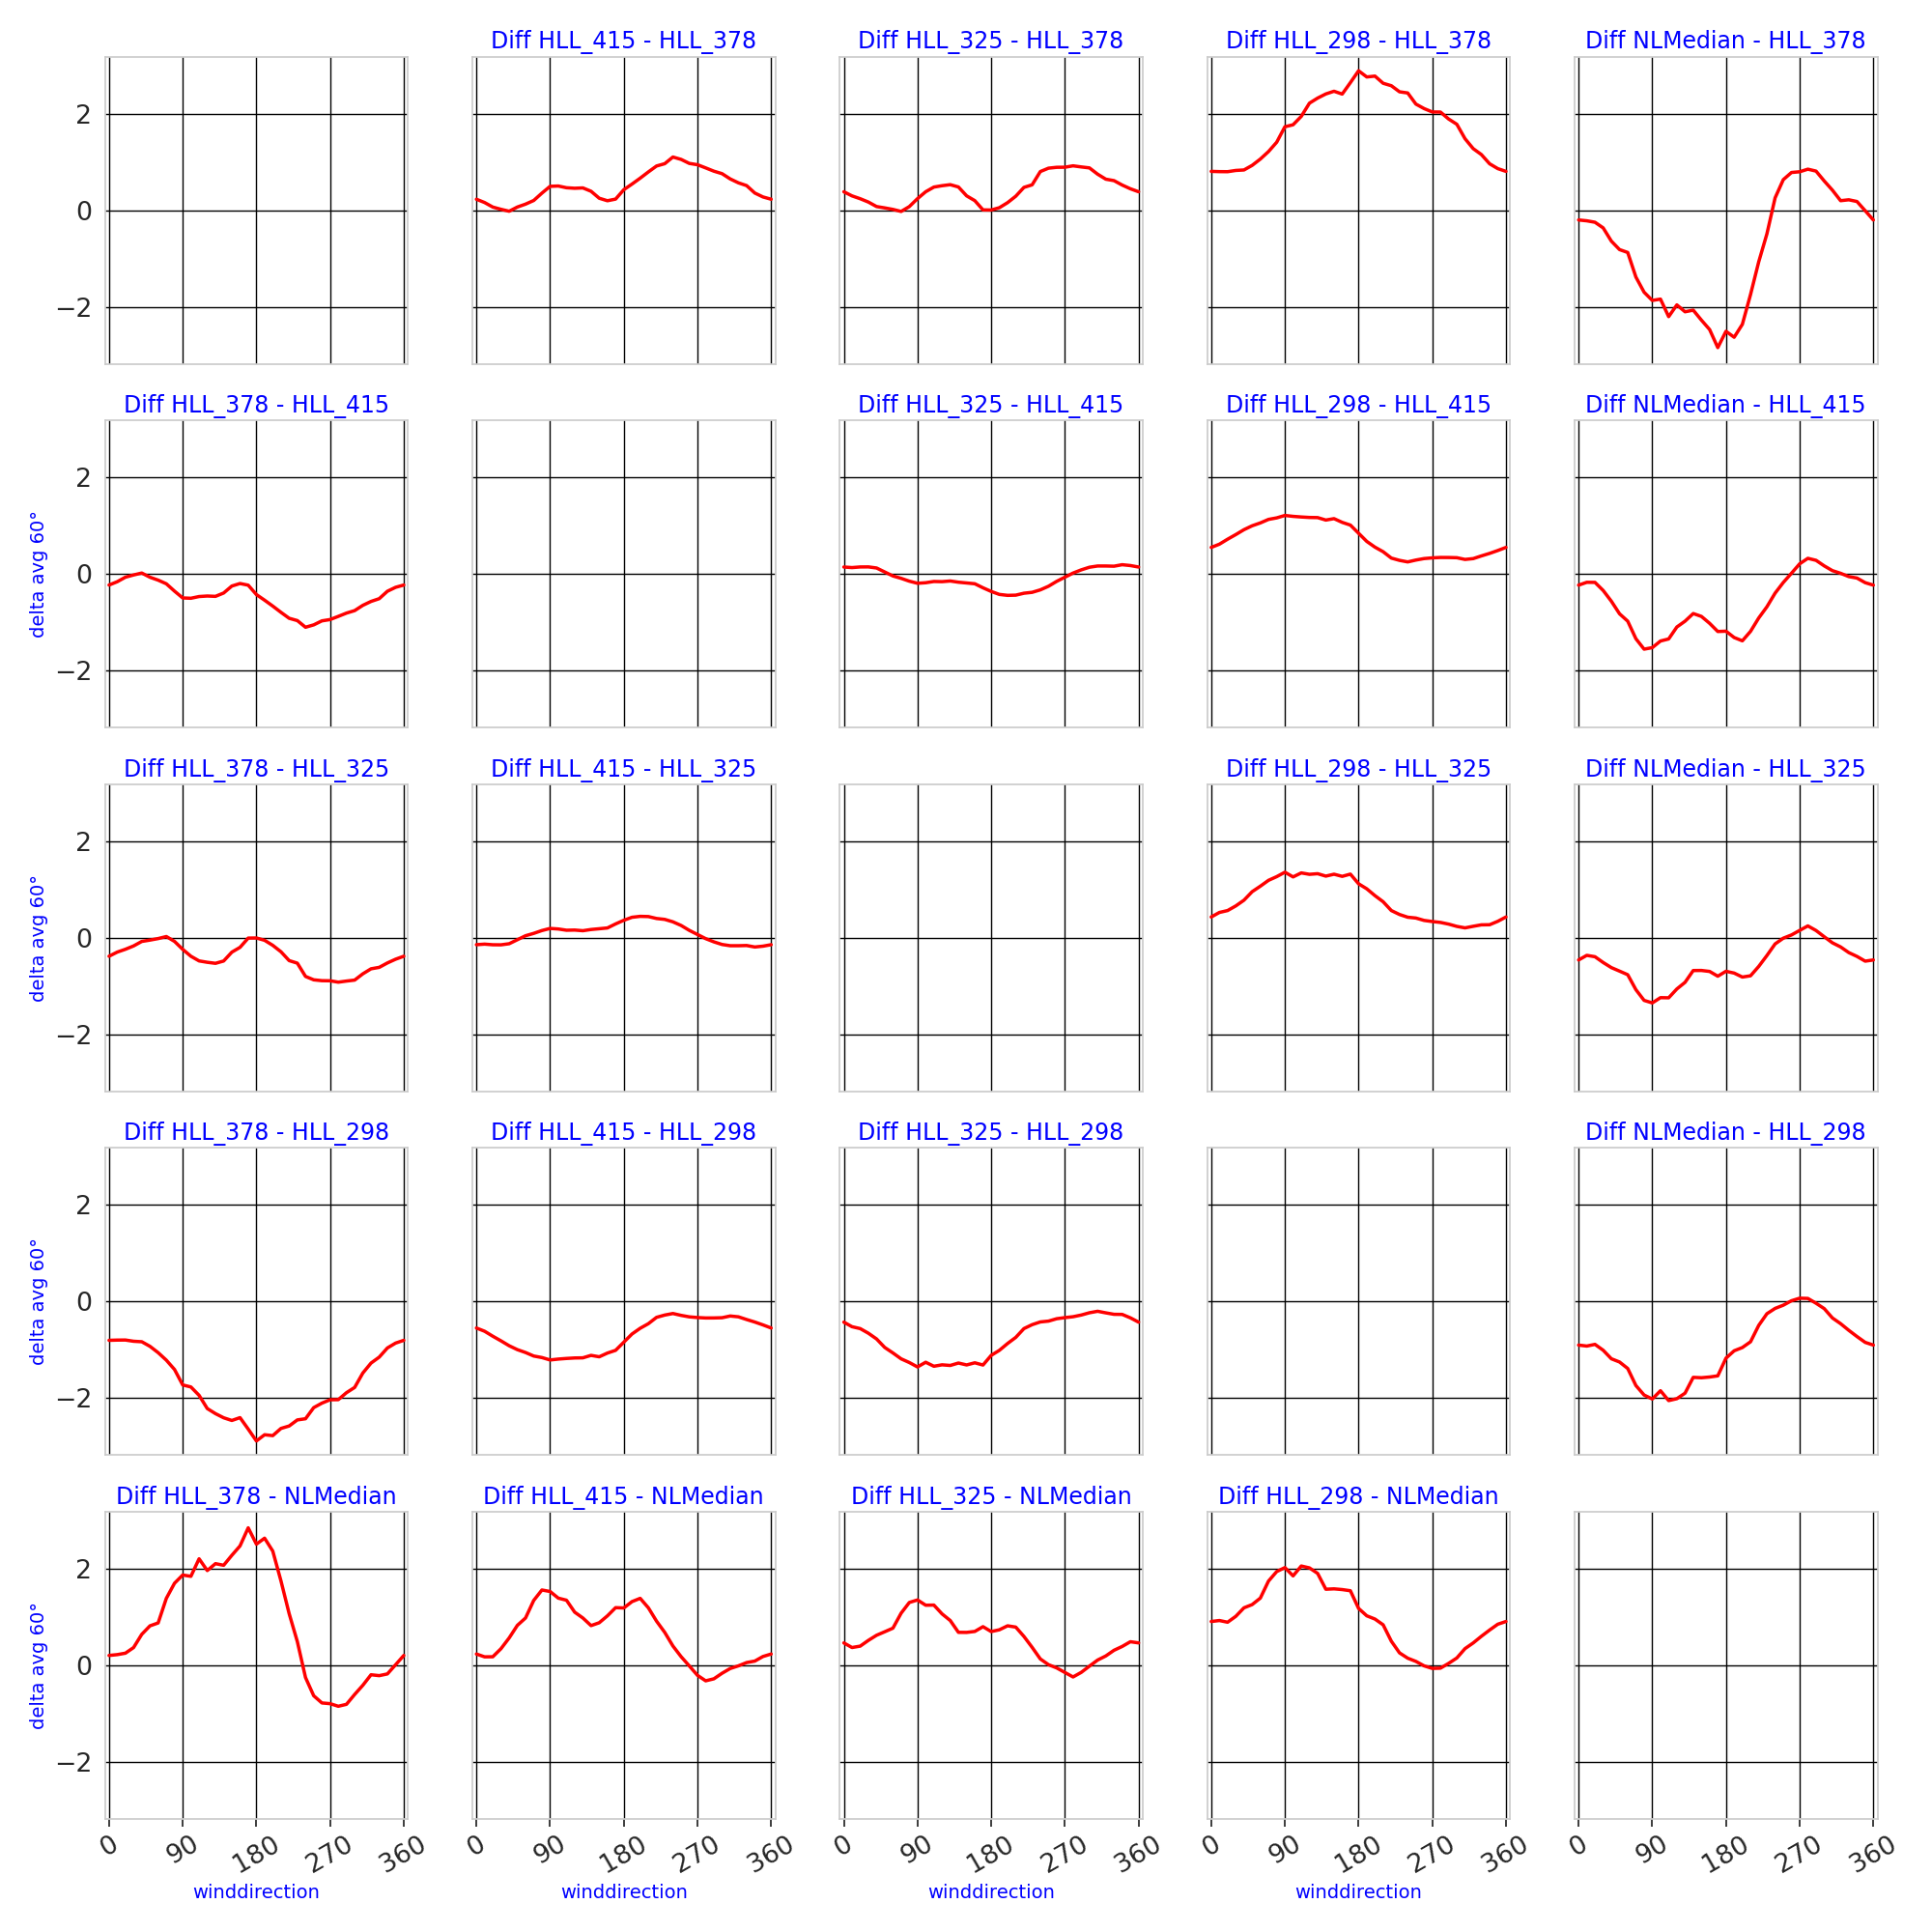 Diff HLL_415 - HLL_378
Diff HLL_325 - HLL_378
Diff HLL_298 - HLL_378
Diff NLMedian - HLL_378
2
0
−2
Diff HLL_378 - HLL_415
Diff HLL_325 - HLL_415
Diff HLL_298 - HLL_415
Diff NLMedian - HLL_415
delta avg 60°
2
0
−2
Diff HLL_378 - HLL_325
Diff HLL_415 - HLL_325
Diff HLL_298 - HLL_325
Diff NLMedian - HLL_325
delta avg 60°
2
0
−2
Diff HLL_378 - HLL_298
Diff HLL_415 - HLL_298
Diff HLL_325 - HLL_298
Diff NLMedian - HLL_298
delta avg 60°
2
0
−2
Diff HLL_378 - NLMedian
Diff HLL_415 - NLMedian
Diff HLL_325 - NLMedian
Diff HLL_298 - NLMedian
delta avg 60°
2
0
−2
0 90 180 270 360
0 90 180 270 360
0 90 180 270 360
0 90 180 270 360
0 90 180 270 360
winddirection
winddirection
winddirection
winddirection